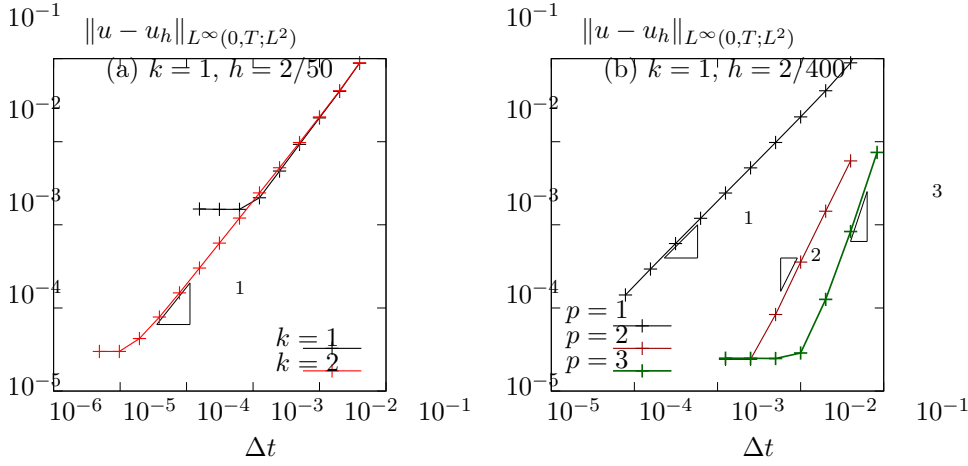 ‖u − u_h‖_{L^∞(0,T;L^2)}
(a) k = 1, h = 2/50
10^{-1}
10^{-2}
10^{-3}
10^{-4}
10^{-5}
1
k = 1
k = 2
10^{-6} 10^{-5} 10^{-4} 10^{-3} 10^{-2} 10^{-1}
Δt
‖u − u_h‖_{L^∞(0,T;L^2)}
(b) k = 1, h = 2/400
10^{-1}
10^{-2}
10^{-3}
10^{-4}
10^{-5}
1
2
3
p = 1
p = 2
p = 3
10^{-5} 10^{-4} 10^{-3} 10^{-2} 10^{-1}
Δt